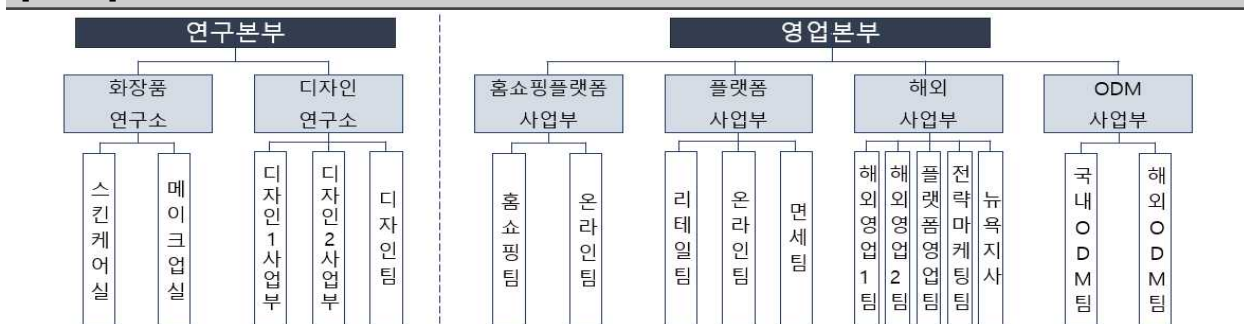 연구본부
영업본부
화장품
연구소
디자인
연구소
홈쇼핑플랫폼
사업부
플랫폼
사업부
해외
사업부
ODM
사업부
스킨케어실
메이크업실
디자인1사업부
디자인2사업부
디자인팀
홈쇼핑팀
온라인팀
리테일팀
온라인팀
면세팀
해외영업1팀
해외영업2팀
플랫폼영업팀
전략마케팅팀
뉴욕지사
국내ODM팀
해외ODM팀